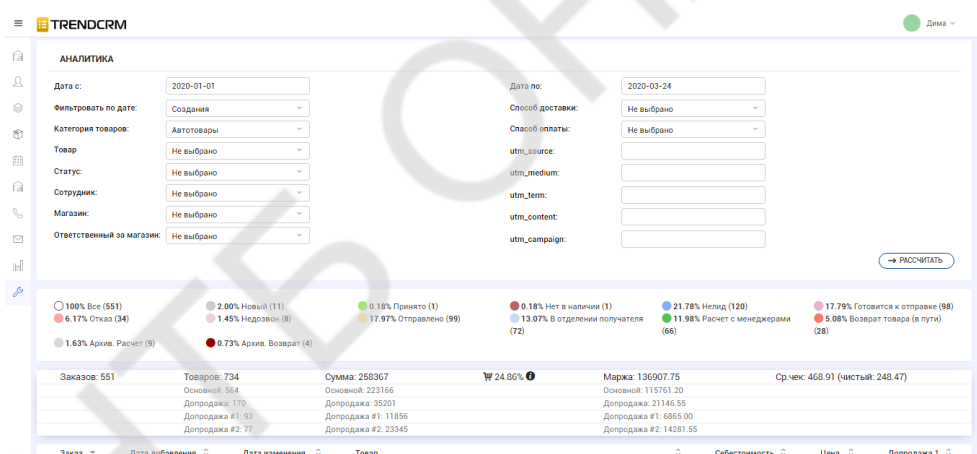 TRENDCRM
Дима
АНАЛИТИКА
Дата с: 2020-01-01 Дата по: 2020-03-24
Фильтровать по дате: Создания Способ доставки: Не выбрано
Категория товаров: Автотовары Способ оплаты: Не выбрано
Товар Не выбрано utm_source:
Статус: Не выбрано utm_medium:
Сотрудник: Не выбрано utm_term:
Магазин: Не выбрано utm_content:
Ответственный за магазин: Не выбрано utm_campaign:
→ РАССЧИТАТЬ
100% Все (551) 2.00% Новый (11) 0.18% Принято (1) 0.18% Нет в наличии (1) 21.78% Нелид (120) 17.79% Готовится к отправке (98)
6.17% Отказ (34) 1.45% Недозвон (8) 17.97% Отправлено (99) 13.07% В отделении получателя (72) 11.98% Расчет с менеджерами (66) 5.08% Возврат товара (в пути) (28)
1.63% Архив. Расчет (9) 0.73% Архив. Возврат (4)
Заказов: 551 Товаров: 734 Сумма: 258367 24.86% Маржа: 136907.75 Ср.чек: 468.91 (чистый: 248.47)
Основной: 564 Основной: 223166 Основной: 115761.20
Допродажа: 170 Допродажа: 35201 Допродажа: 21146.55
Допродажа #1: 93 Допродажа #1: 11856 Допродажа #1: 6865.00
Допродажа #2: 77 Допродажа #2: 23345 Допродажа #2: 14281.55
Заказ Дата добавления Дата изменения Товар Себестоимость Цена Допродажа 1